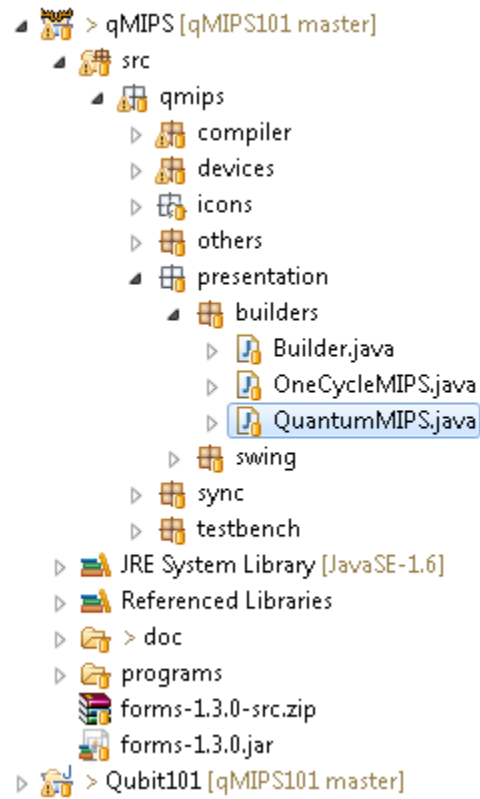 > qMIPS [qMIPS101 master]
src
qmips
compiler
devices
icons
others
presentation
builders
Builder.java
OneCycleMIPS.java
QuantumMIPS.java
swing
sync
testbench
JRE System Library [JavaSE-1.6]
Referenced Libraries
> doc
programs
forms-1.3.0-src.zip
forms-1.3.0.jar
> Qubit101 [qMIPS101 master]